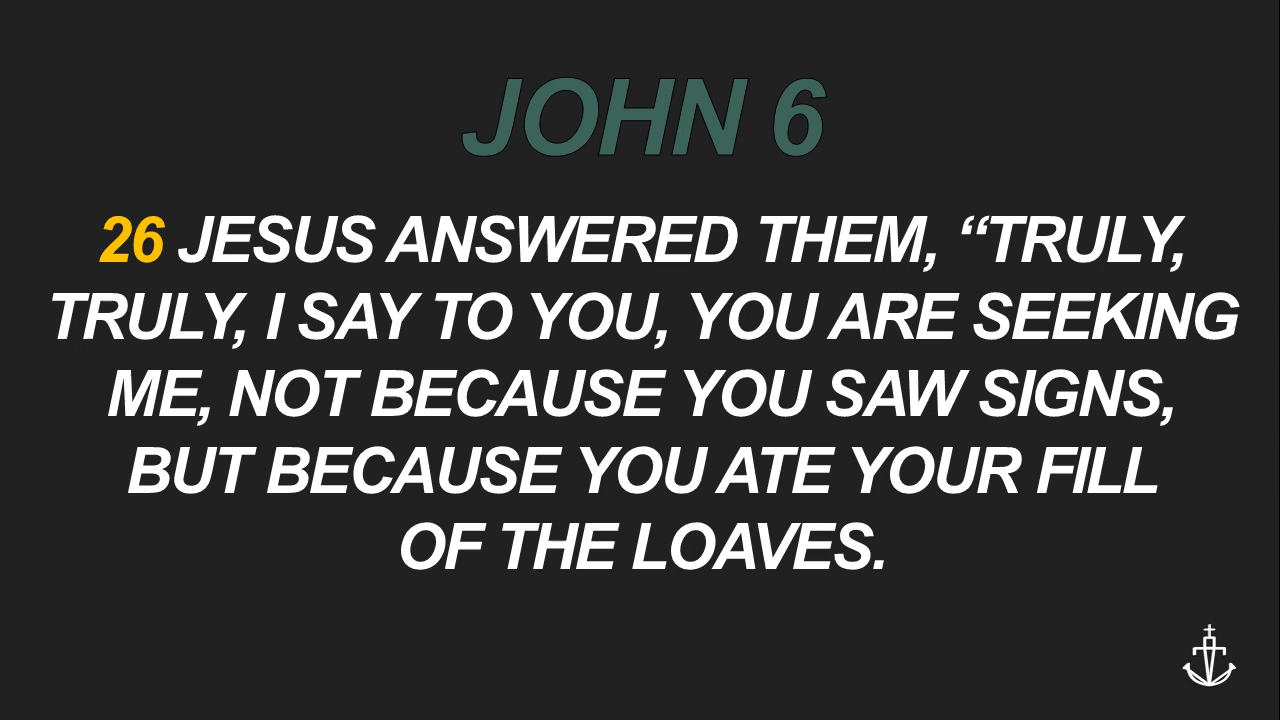 JOHN 6
26 JESUS ANSWERED THEM, “TRULY,
TRULY, I SAY TO YOU, YOU ARE SEEKING
ME, NOT BECAUSE YOU SAW SIGNS,
BUT BECAUSE YOU ATE YOUR FILL
OF THE LOAVES.